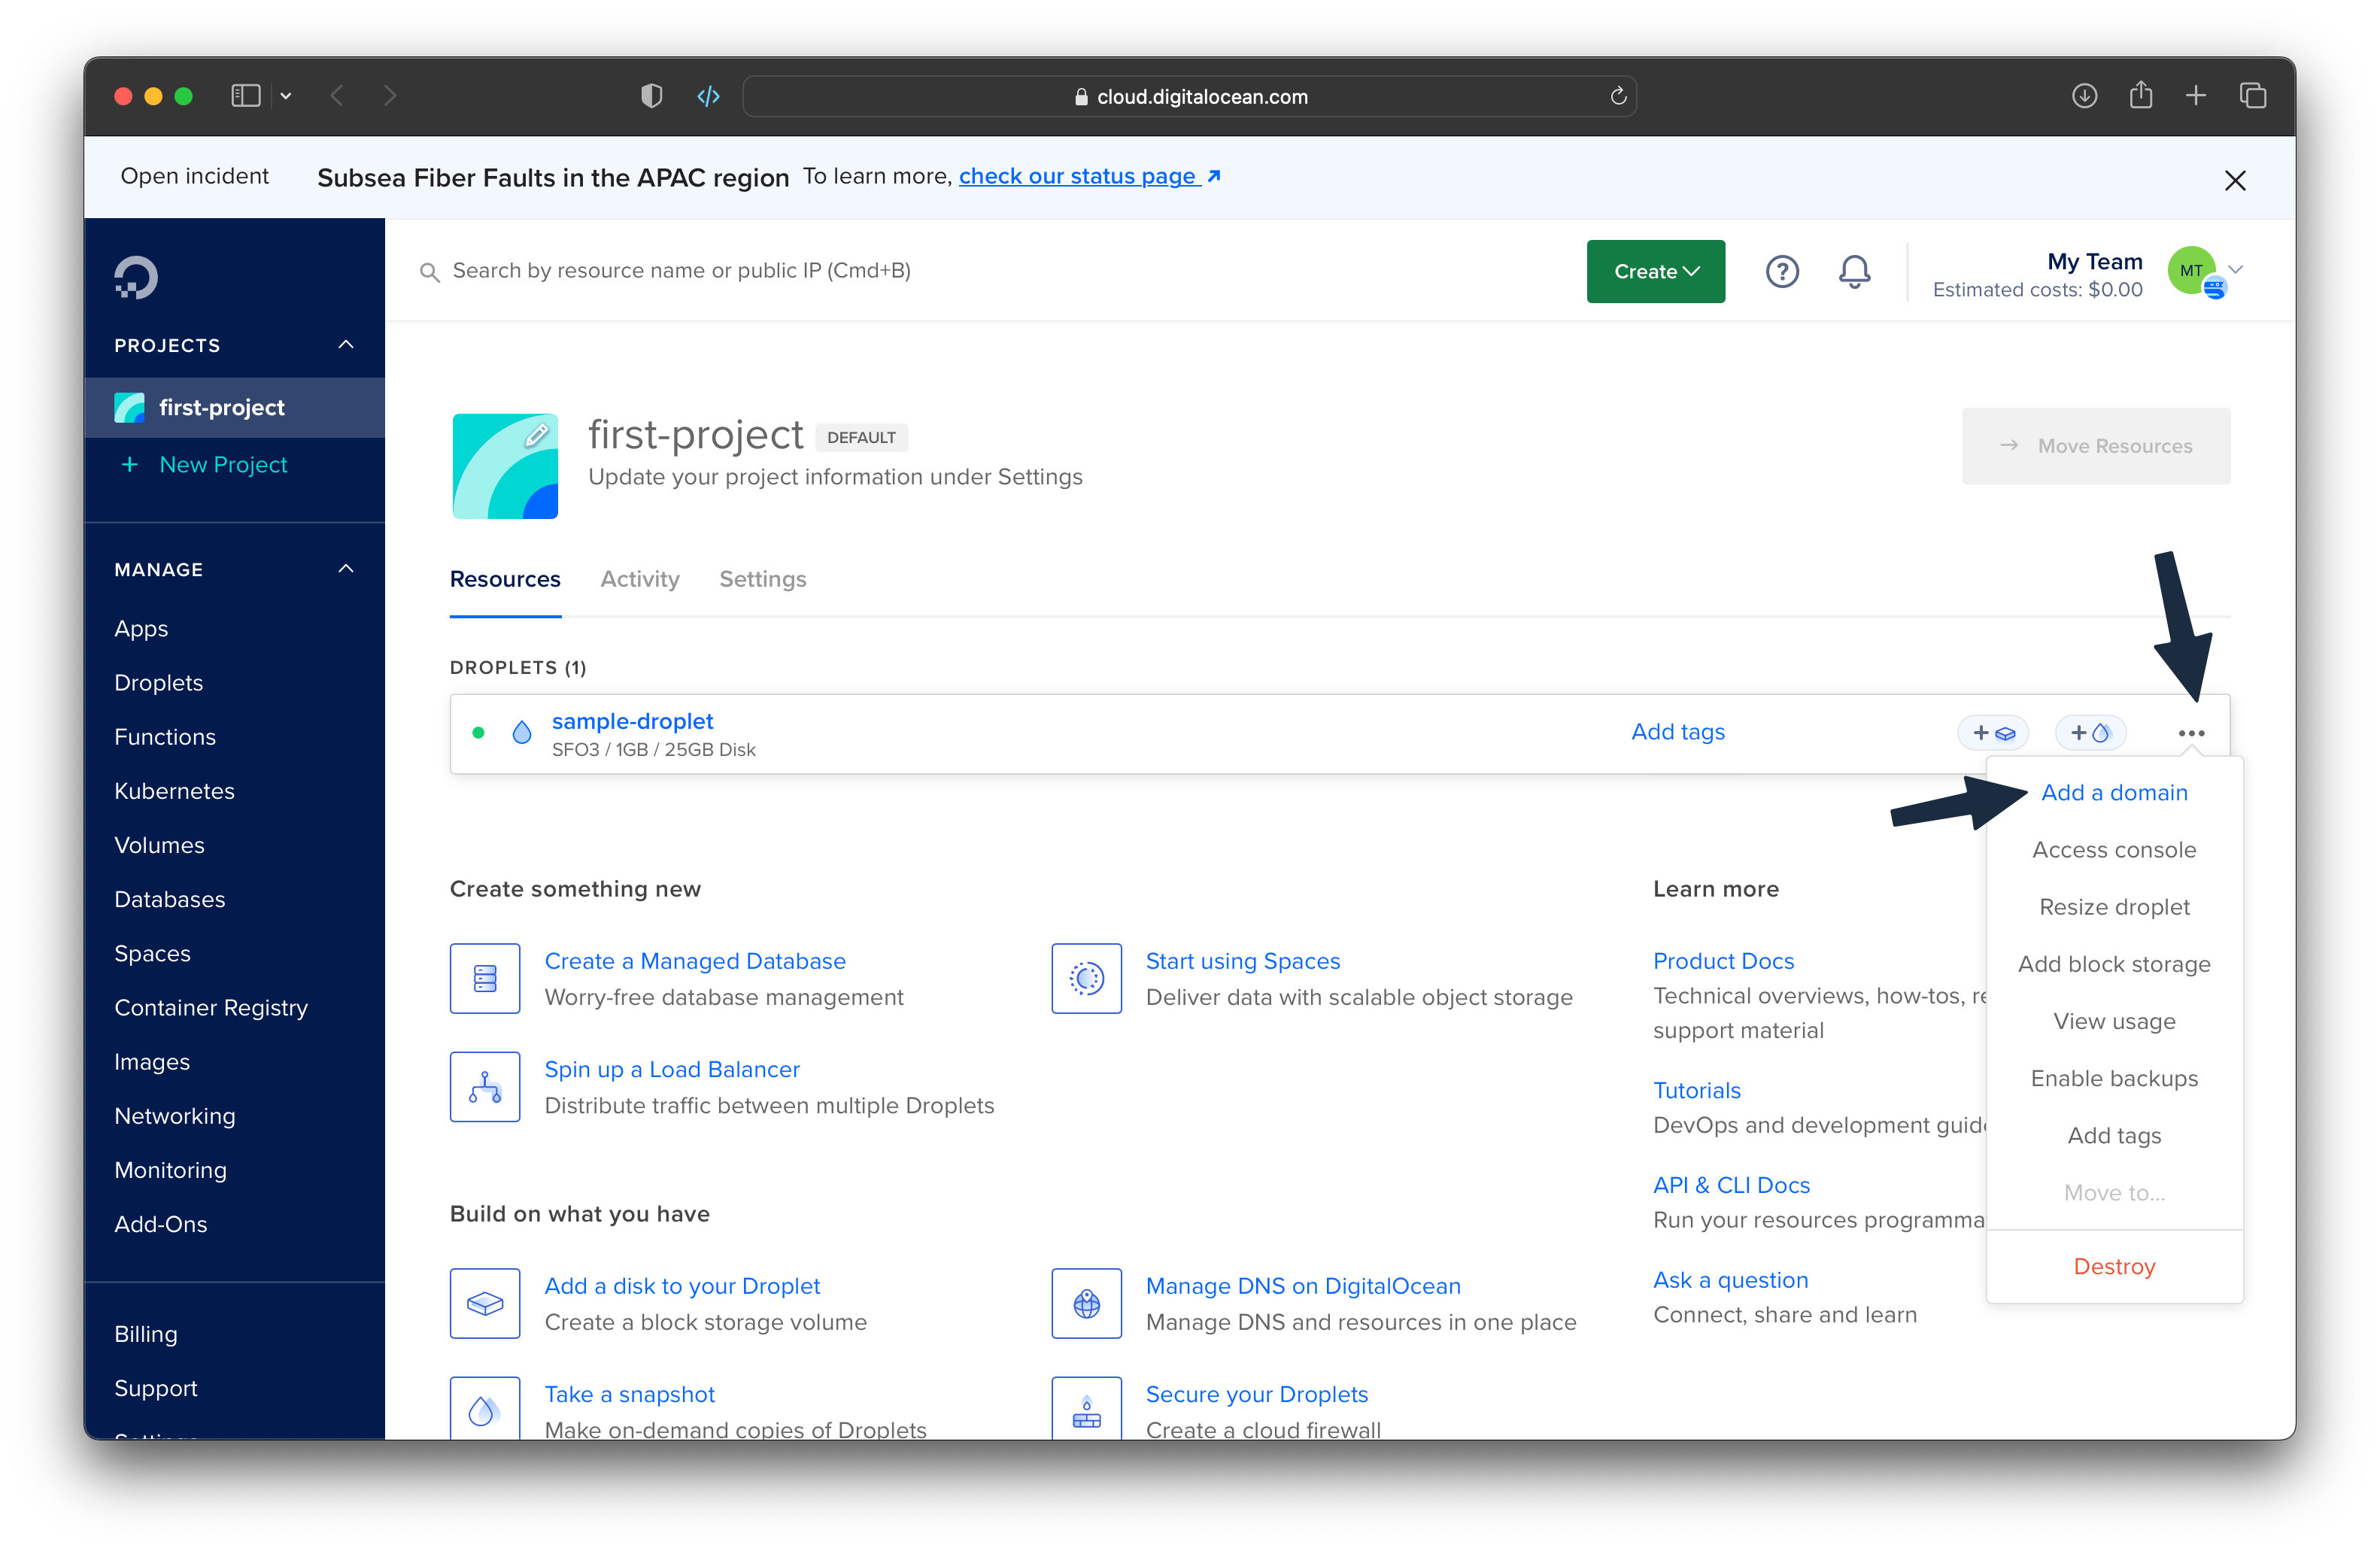 cloud.digitalocean.com
Open incident Subsea Fiber Faults in the APAC region To learn more, check our status page
Search by resource name or public IP (Cmd+B)
Create
My Team
Estimated costs: $0.00
MT
PROJECTS
first-project
+ New Project
MANAGE
Apps
Droplets
Functions
Kubernetes
Volumes
Databases
Spaces
Container Registry
Images
Networking
Monitoring
Add-Ons
Billing
Support
Settings
first-project DEFAULT
Update your project information under Settings
Move Resources
Resources Activity Settings
DROPLETS (1)
sample-droplet
SFO3 / 1GB / 25GB Disk
Add tags
Add a domain
Access console
Resize droplet
Add block storage
View usage
Enable backups
Add tags
Move to...
Destroy
Create something new
Create a Managed Database
Worry-free database management
Start using Spaces
Deliver data with scalable object storage
Spin up a Load Balancer
Distribute traffic between multiple Droplets
Build on what you have
Add a disk to your Droplet
Create a block storage volume
Manage DNS on DigitalOcean
Manage DNS and resources in one place
Take a snapshot
Make on-demand copies of Droplets
Secure your Droplets
Create a cloud firewall
Learn more
Product Docs
Technical overviews, how-tos,
support material
Tutorials
DevOps and development
API & CLI Docs
Run your resources
Ask a question
Connect, share and learn